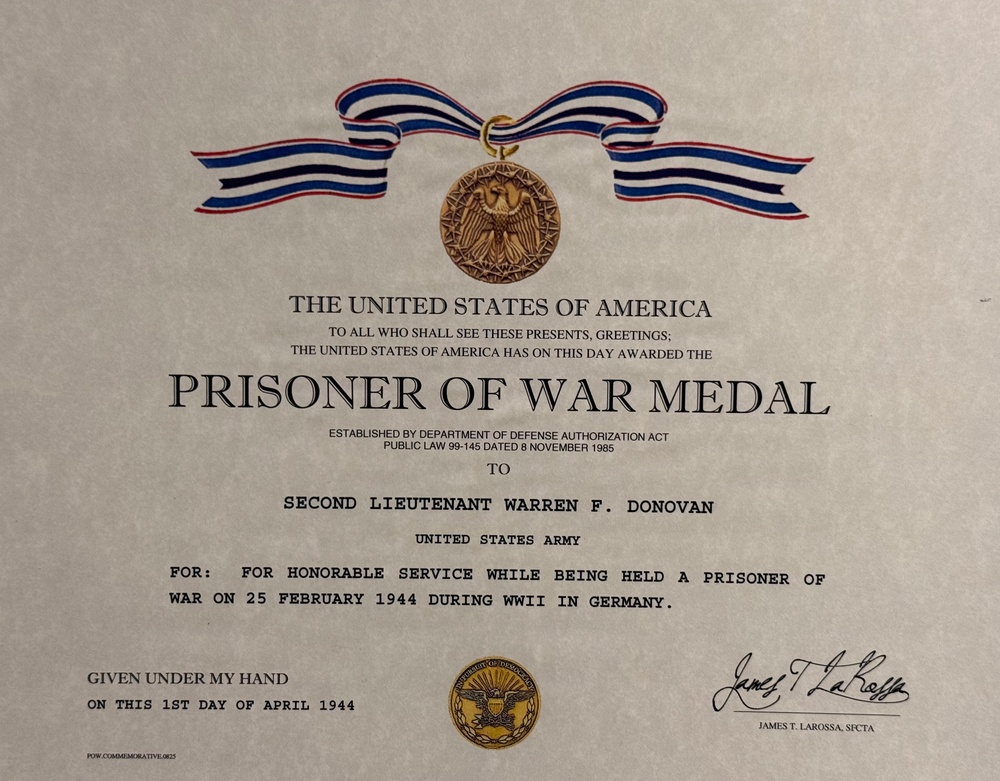 THE UNITED STATES OF AMERICA
TO ALL WHO SHALL SEE THESE PRESENTS, GREETINGS;
THE UNITED STATES OF AMERICA HAS ON THIS DAY AWARDED THE
PRISONER OF WAR MEDAL
ESTABLISHED BY DEPARTMENT OF DEFENSE AUTHORIZATION ACT
PUBLIC LAW 99-145 DATED 8 NOVEMBER 1985
TO
SECOND LIEUTENANT WARREN F. DONOVAN
UNITED STATES ARMY
FOR: FOR HONORABLE SERVICE WHILE BEING HELD A PRISONER OF
WAR ON 25 FEBRUARY 1944 DURING WWII IN GERMANY.
GIVEN UNDER MY HAND
ON THIS 1ST DAY OF APRIL 1944
POW.COMMEMORATIVE.0825
PURSUIT OF DEMOCRACY
James T LaRossa
JAMES T. LAROSSA, SFCTA